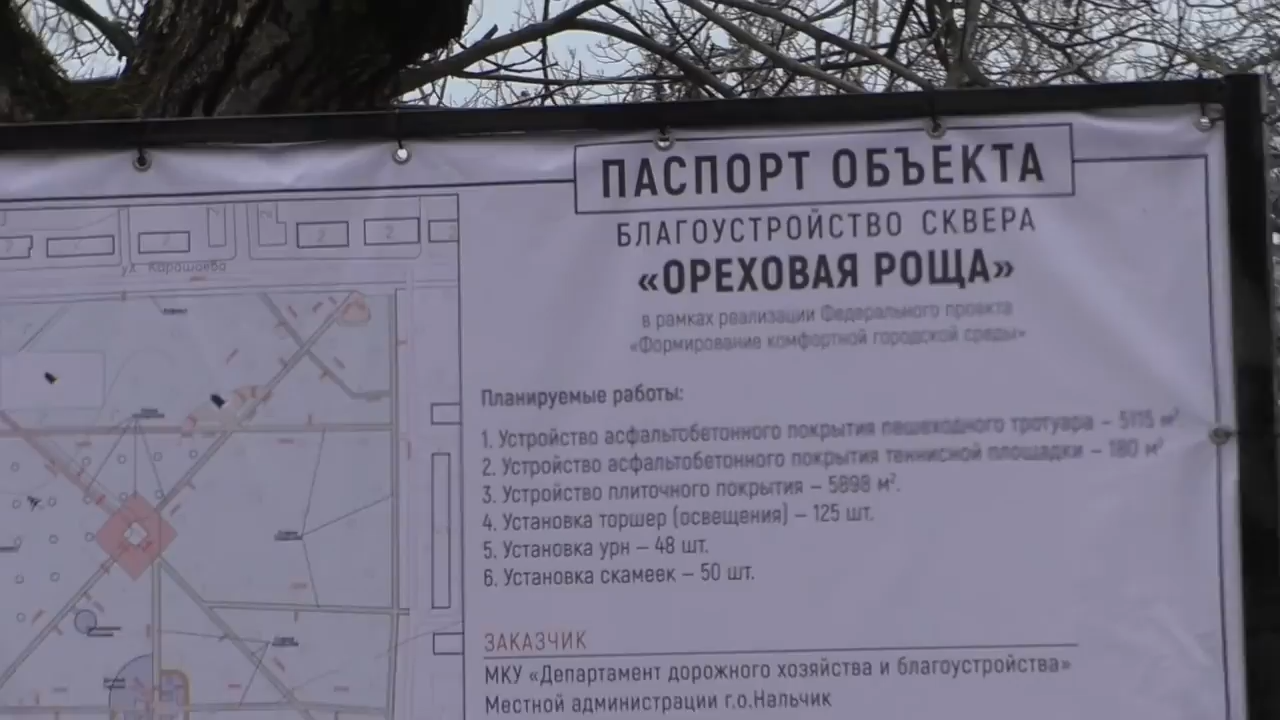 ПАСПОРТ ОБЪЕКТА
БЛАГОУСТРОЙСТВО СКВЕРА
«ОРЕХОВАЯ РОЩА»
в рамках реализации Федерального проекта
«Формирование комфортной городской среды»
ул. Карашаева
Планируемые работы:
1. Устройство асфальтобетонного покрытия пешеходного тротуара – 5115 м².
2. Устройство асфальтобетонного покрытия теннисной площадки – 180 м².
3. Устройство плиточного покрытия – 5898 м².
4. Установка торшер (освещения) – 125 шт.
5. Установка урн – 48 шт.
6. Установка скамеек – 50 шт.
ЗАКАЗЧИК
МКУ «Департамент дорожного хозяйства и благоустройства»
Местной администрации г.о.Нальчик